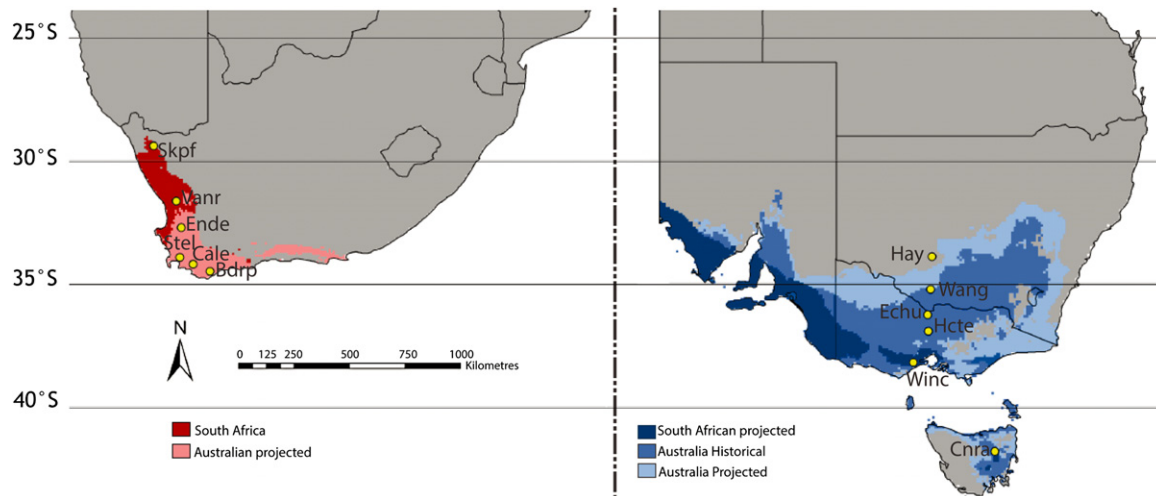 25°S
30°S
35°S
40°S
Skpf
Vanr
Ende
Stel
Cale
Bdrp
N
0 125 250 500 750 1000
Kilometres
South Africa
Australian projected
Hay
Wang
Echu
Hcte
Winc
Cnra
South African projected
Australia Historical
Australia Projected